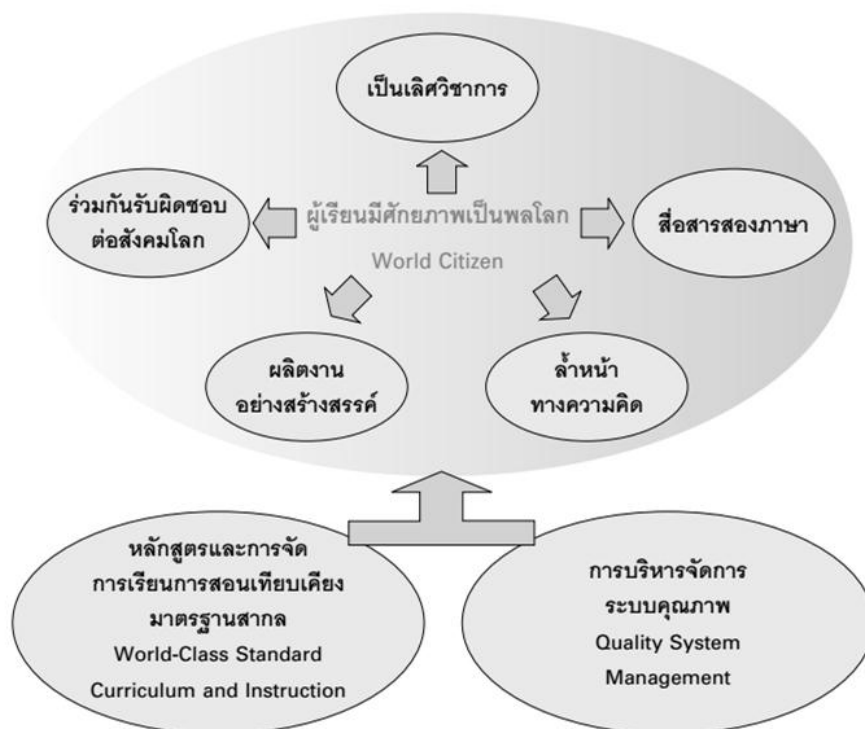 เป็นเลิศวิชาการ
ร่วมกันรับผิดชอบ
ต่อสังคมโลก
ผู้เรียนมีศักยภาพเป็นพลโลก
World Citizen
สื่อสารสองภาษา
ผลิตงาน
อย่างสร้างสรรค์
ล้ำหน้า
ทางความคิด
หลักสูตรและการจัด
การเรียนการสอนเทียบเคียง
มาตรฐานสากล
World-Class Standard
Curriculum and Instruction
การบริหารจัดการ
ระบบคุณภาพ
Quality System
Management